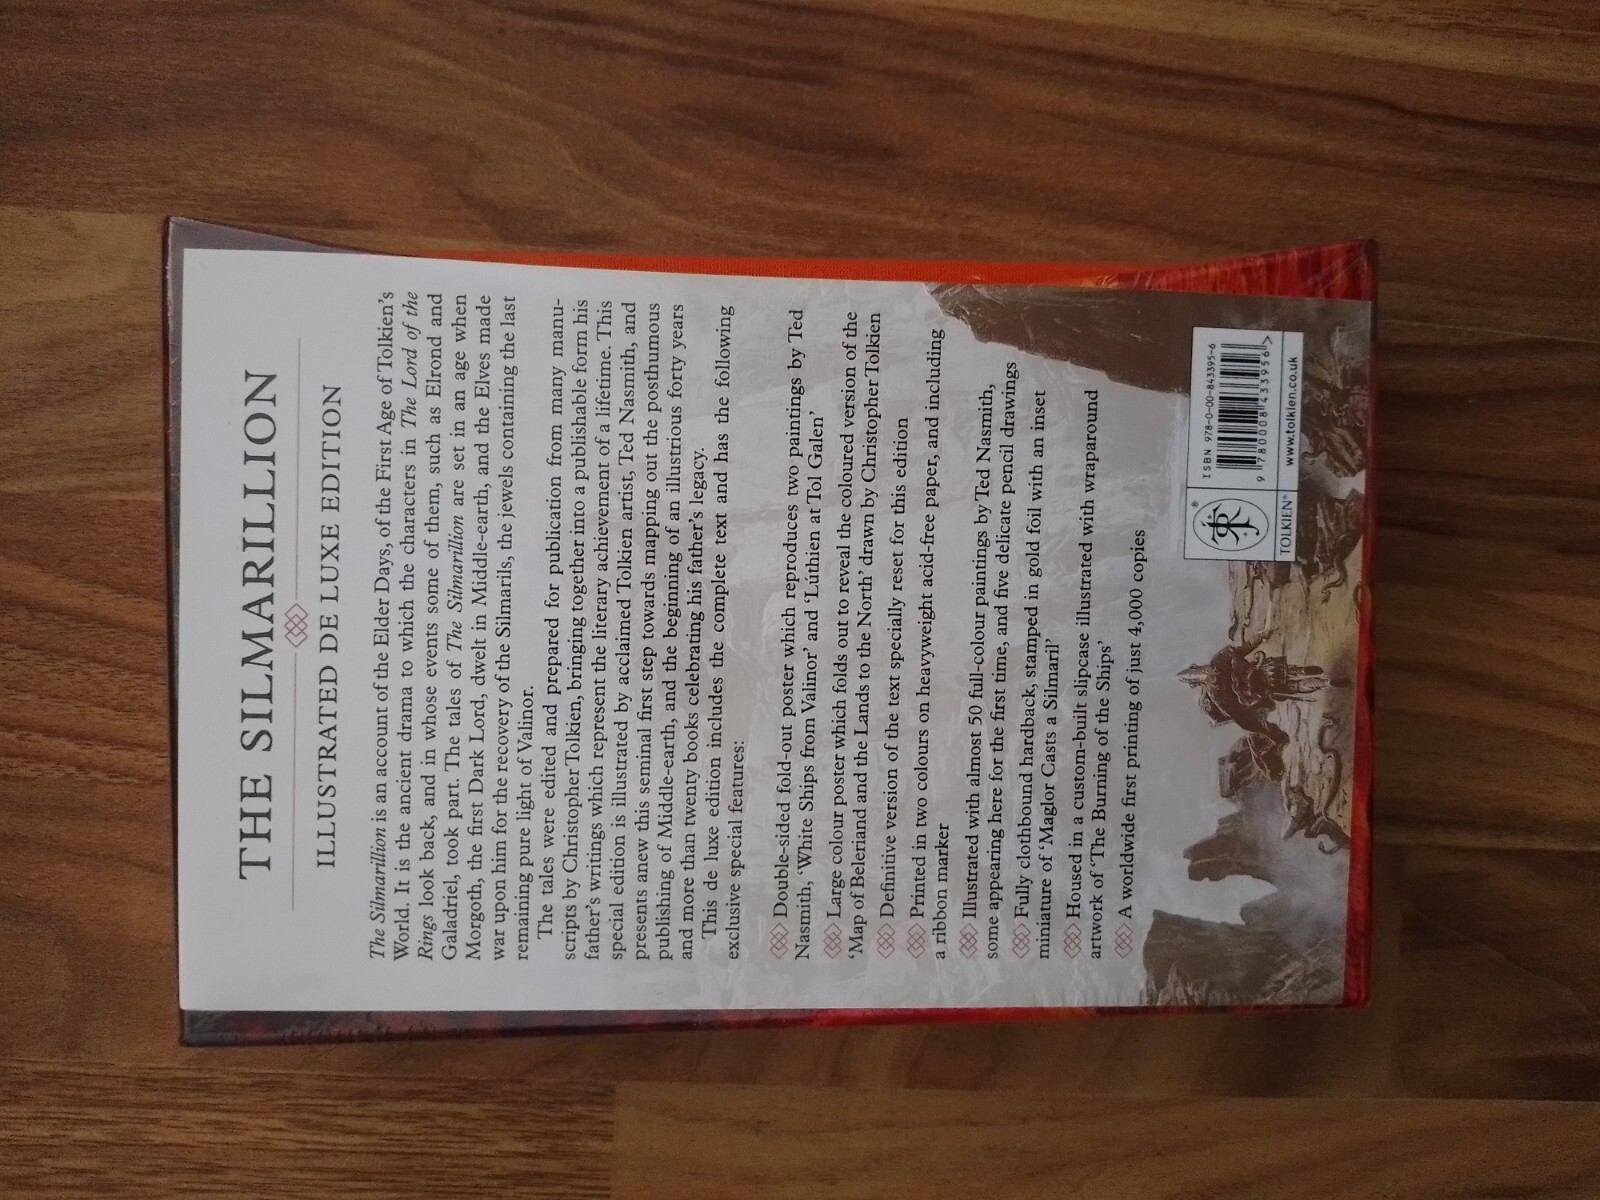 THE SILMARILLION
ILLUSTRATED DE LUXE EDITION
The Silmarillion is an account of the Elder Days, of the First Age of Tolkien's
World. It is the ancient drama to which the characters in The Lord of the
Rings look back, and in whose events some of them, such as Elrond and
Galadriel, took part. The tales of The Silmarillion are set in an age when
Morgoth, the first Dark Lord, dwelt in Middle-earth, and the Elves made
war upon him for the recovery of the Silmarils, the jewels containing the last
remaining pure light of Valinor.
The tales were edited and prepared for publication from many manu-
scripts by Christopher Tolkien, bringing together into a publishable form his
father's writings which represent the literary achievement of a lifetime. This
special edition is illustrated by acclaimed Tolkien artist, Ted Nasmith, and
presents anew this seminal first step towards mapping out the posthumous
publishing of Middle-earth, and the beginning of an illustrious forty years
and more than twenty books celebrating his father's legacy.
This de luxe edition includes the complete text and has the following
exclusive special features:
Double-sided fold-out poster which reproduces two paintings by Ted
Nasmith, 'White Ships from Valinor' and 'Lúthien at Tol Galen'
Large colour poster which folds out to reveal the coloured version of the
'Map of Beleriand and the Lands to the North' drawn by Christopher Tolkien
Definitive version of the text specially reset for this edition
Printed in two colours on heavyweight acid-free paper, and including
a ribbon marker
Illustrated with almost 50 full-colour paintings by Ted Nasmith,
some appearing here for the first time, and five delicate pencil drawings
Fully clothbound hardback, stamped in gold foil with an inset
miniature of 'Maglor Casts a Silmaril'
Housed in a custom-built slipcase illustrated with wraparound
artwork of 'The Burning of the Ships'
A worldwide first printing of just 4,000 copies
®
TOLKIEN®
ISBN 978-0-00-843395-6
9 780008 433956 >
www.tolkien.co.uk